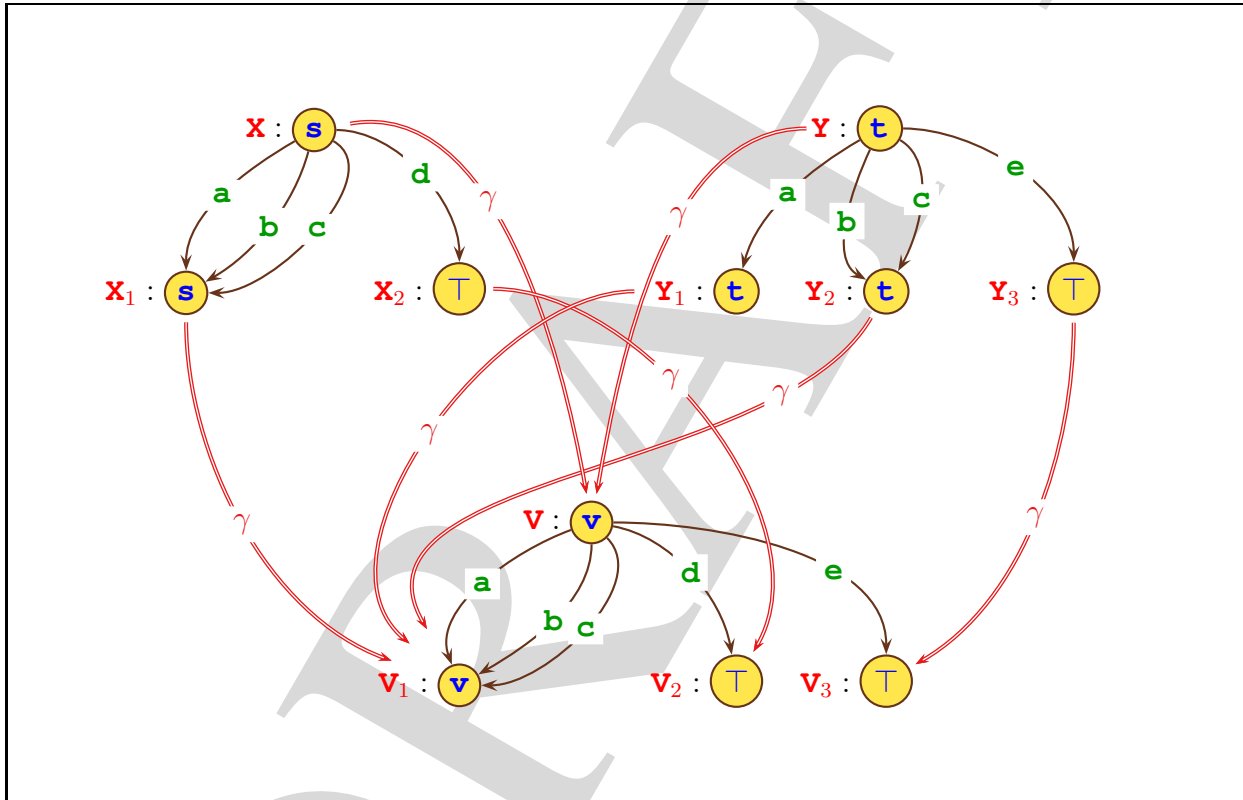 X : s
Y : t
a
b
c
d
γ
γ
a
b
c
e
X₁ : s
X₂ : ⊤
Y₁ : t
Y₂ : t
Y₃ : ⊤
γ
γ
γ
γ
γ
V : v
a
b
c
d
e
V₁ : v
V₂ : ⊤
V₃ : ⊤